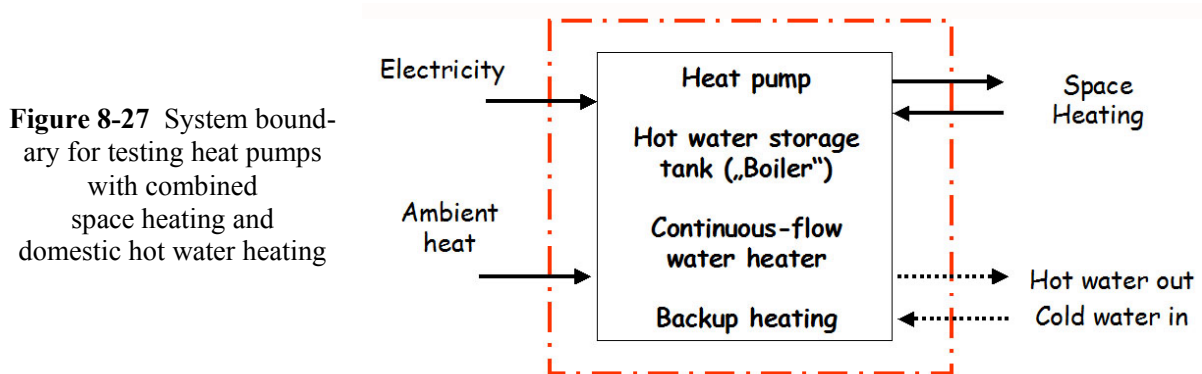 Figure 8-27 System bound-
ary for testing heat pumps
with combined
space heating and
domestic hot water heating
Electricity
Ambient
heat
Heat pump
Hot water storage
tank („Boiler“)
Continuous-flow
water heater
Backup heating
Space
Heating
Hot water out
Cold water in